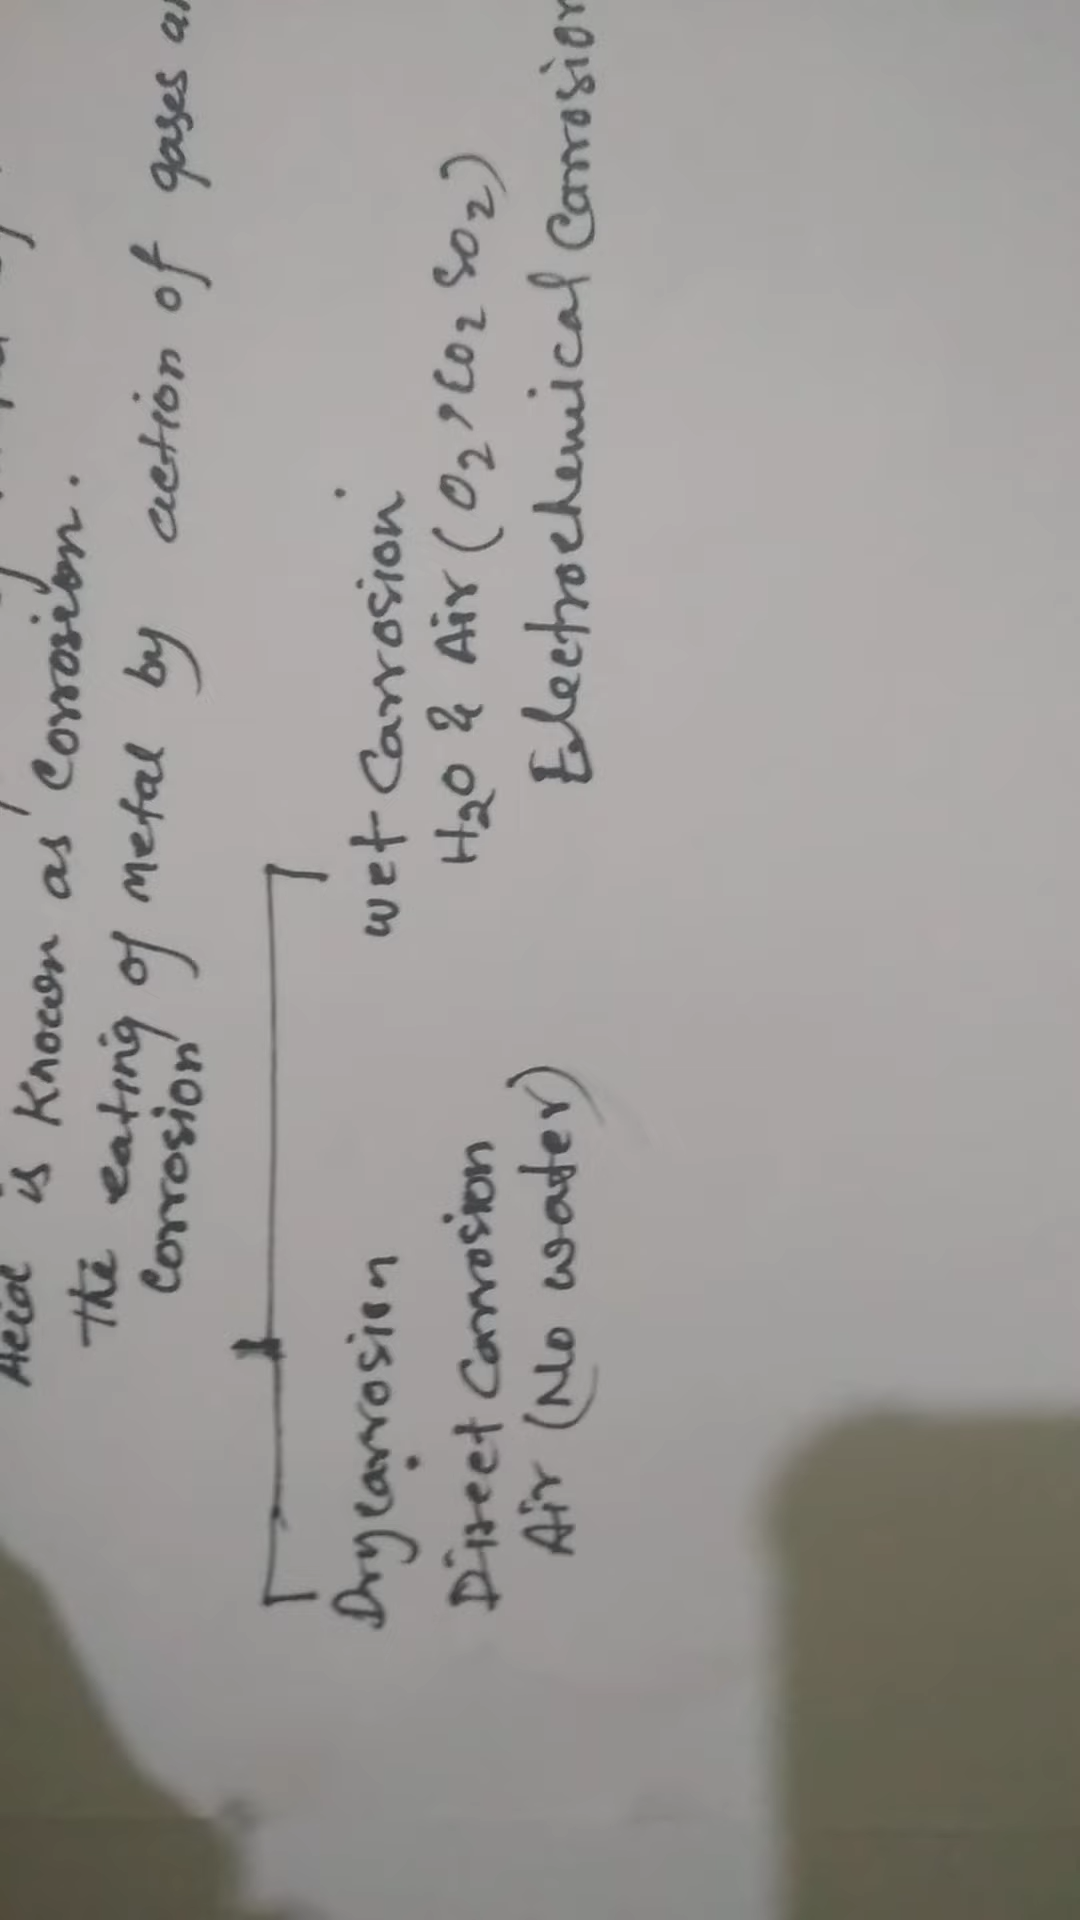 Acid is Known as Corrosion.
The eating of Metal by action of gases
Corrosion
Dry Corrosion
wet Corrosion
Direct Corrosion
H2O & Air (O2, CO2 SO2)
Air (No water)
Electrochemical Corrosion